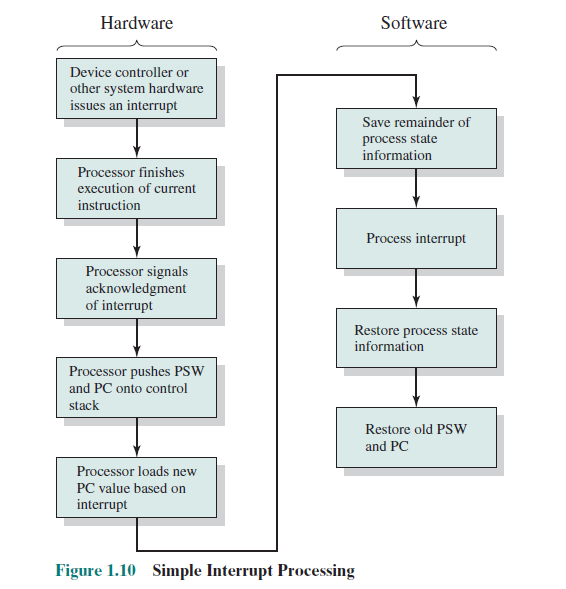 Hardware
Device controller or
other system hardware
issues an interrupt
Processor finishes
execution of current
instruction
Processor signals
acknowledgment
of interrupt
Processor pushes PSW
and PC onto control
stack
Processor loads new
PC value based on
interrupt
Software
Save remainder of
process state
information
Process interrupt
Restore process state
information
Restore old PSW
and PC
Figure 1.10 Simple Interrupt Processing